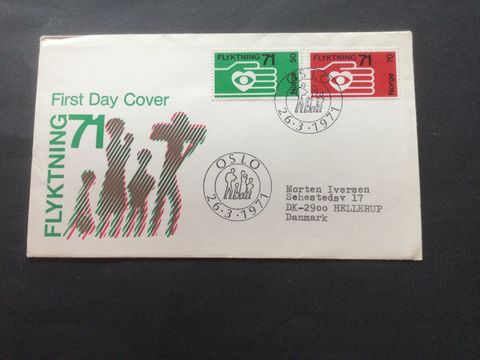 FLYKTNING 71
Norge 50
FLYKTNING 71
Norge 70
OSLO
26·3·1971
First Day Cover
FLYKTNING
71
OSLO
26·3·1971
Morten Iversen
Sehestedsv 17
DK-2900 HELLERUP
Danmark